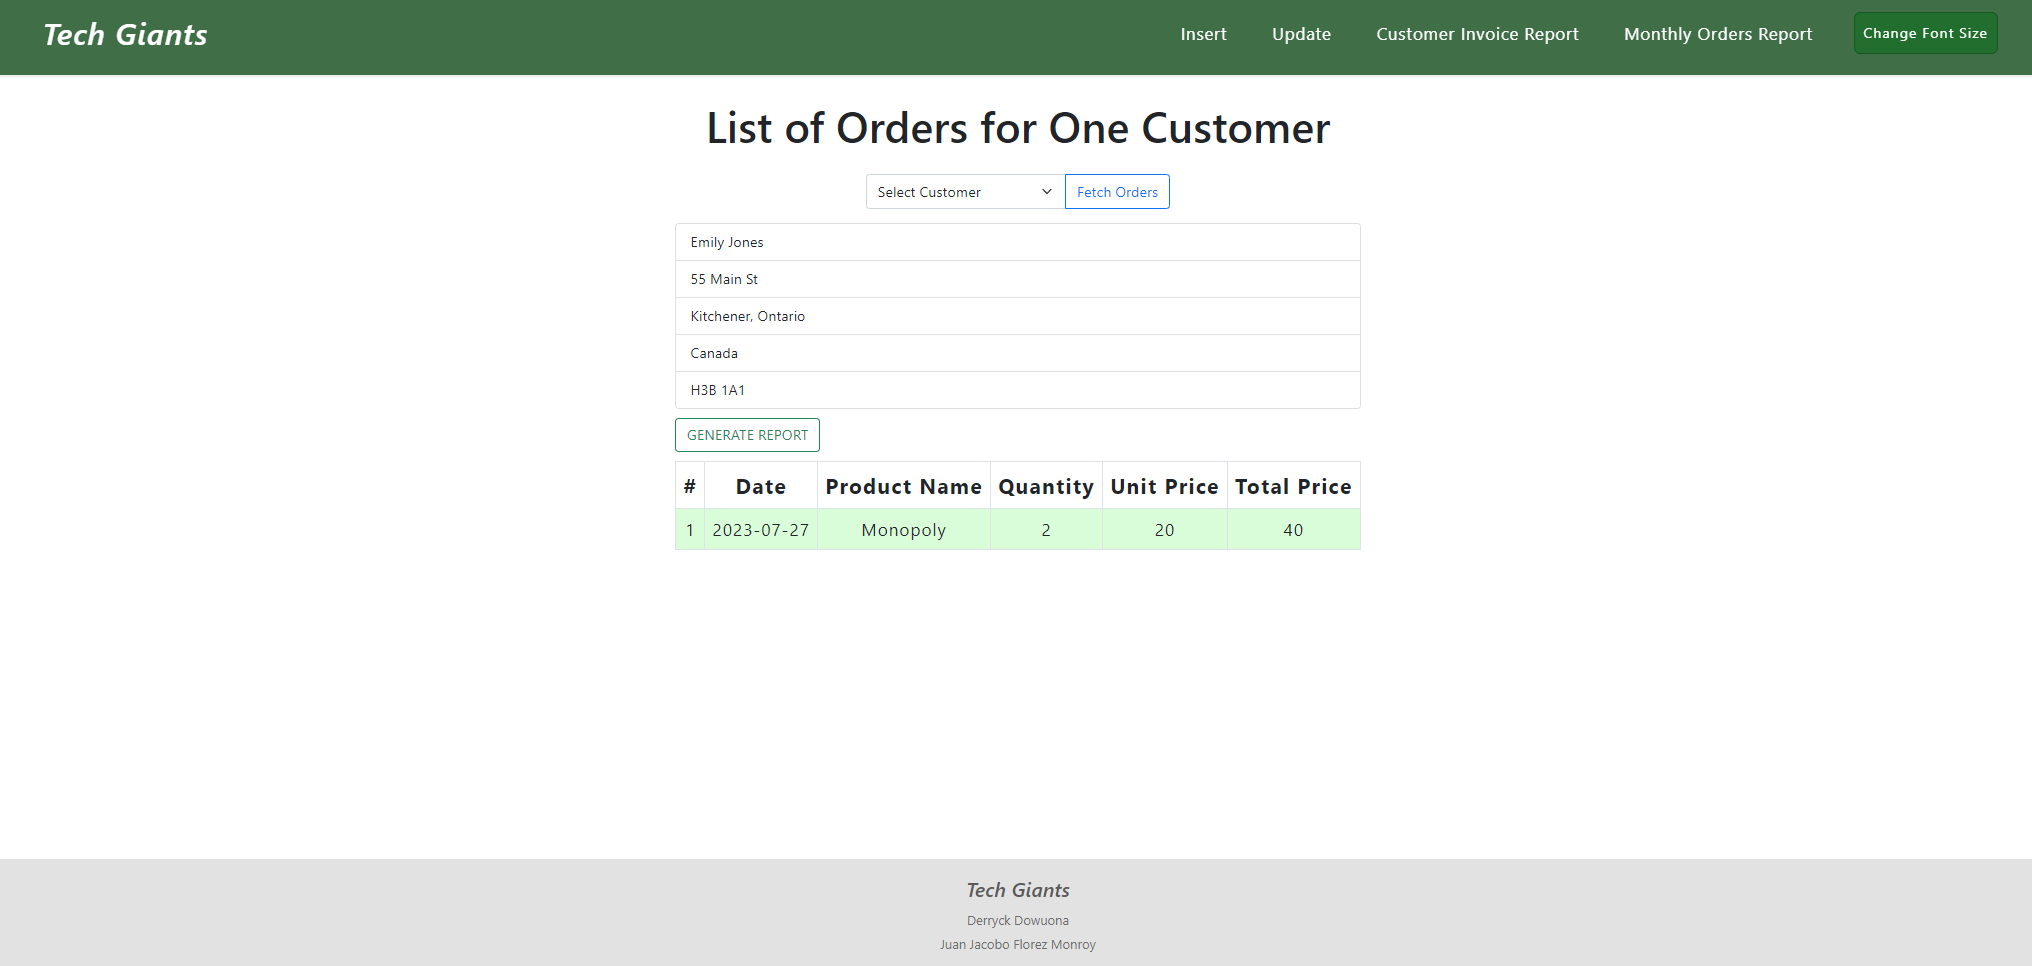 Tech Giants
Insert Update Customer Invoice Report Monthly Orders Report Change Font Size
List of Orders for One Customer
Select Customer Fetch Orders
Emily Jones
55 Main St
Kitchener, Ontario
Canada
H3B 1A1
GENERATE REPORT
# Date Product Name Quantity Unit Price Total Price
1 2023-07-27 Monopoly 2 20 40
Tech Giants
Derryck Dowuona
Juan Jacobo Florez Monroy